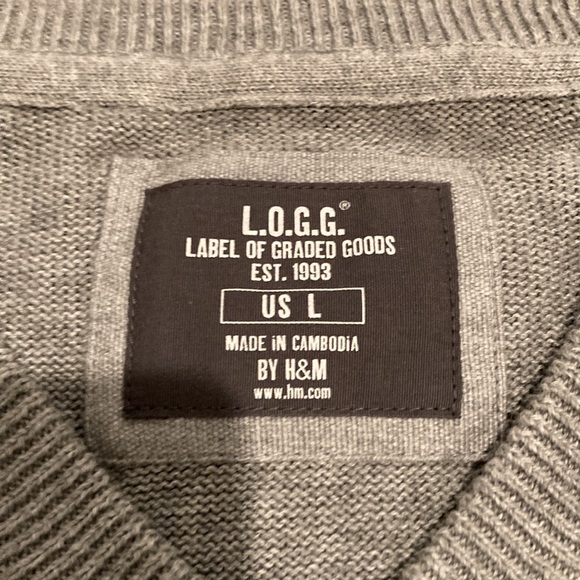 L.O.G.G.®
LABEL OF GRADED GOODS
EST. 1993
US L
MADE iN CAMBODiA
BY H&M
www.hm.com